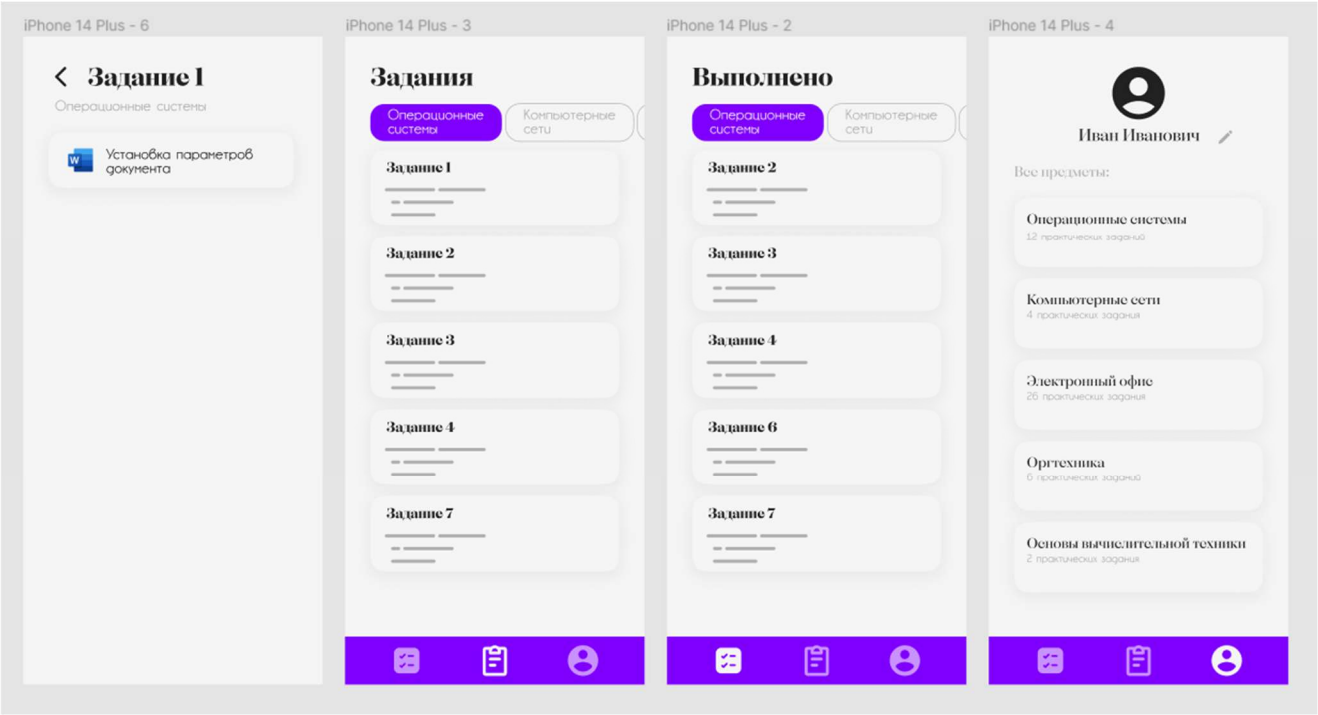 iPhone 14 Plus - 6
Задание 1
Операционные системы
W
Установка параметров
документа
iPhone 14 Plus - 3
Задания
Операционные
системы
Компьютерные
сети
Задание 1
Задание 2
Задание 3
Задание 4
Задание 7
iPhone 14 Plus - 2
Выполнено
Операционные
системы
Компьютерные
сети
Задание 2
Задание 3
Задание 4
Задание 6
Задание 7
iPhone 14 Plus - 4
Иван Иванович
Все предметы:
Операционные системы
12 практических заданий
Компьютерные сети
4 практических задания
Электронный офис
26 практических задания
Оргтехника
6 практических заданий
Основы вычислительной техники
2 практических задания